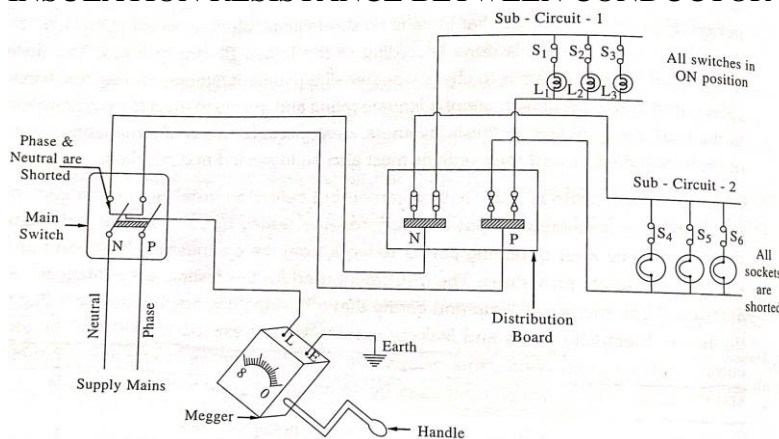 INSULATION RESISTANCE BETWEEN CONDUCTOR
Sub - Circuit - 1
S1 S2 S3
L1 L2 L3
All switches in
ON position
Phase &
Neutral are
Shorted
Main
Switch
N P
Neutral
Phase
Supply Mains
N P
Sub - Circuit - 2
S4 S5 S6
All
sockets
are
shorted
Distribution
Board
L E
Earth
8 0
Megger
Handle